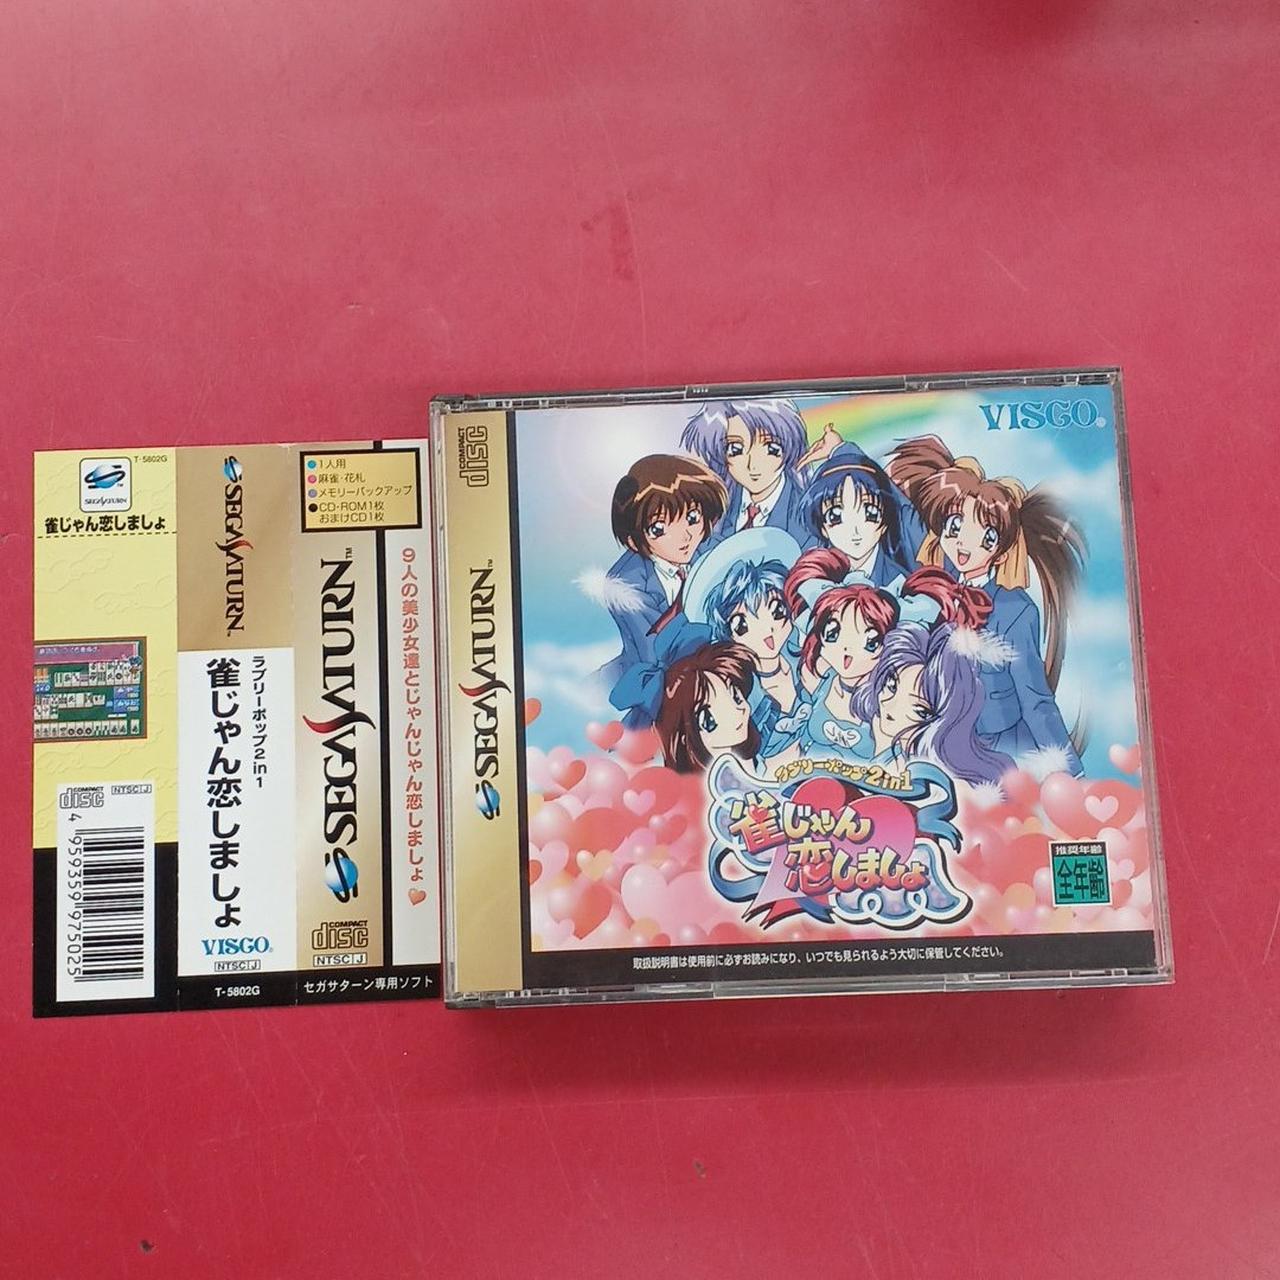 T-5802G
SEGA SATURN™
雀じゃん恋しましょ
COMPACT
disc
NTSC J
4 959359 975025
SEGA SATURN™
ラブリーポップ2in1
雀じゃん恋しましょ
VISCO®
NTSC J
T-5802G
●1人用
●麻雀・花札
●メモリーバックアップ
●CD-ROM1枚
おまけCD1枚
SEGA SATURN™
9人の美少女達とじゃんじゃん恋しましょ
COMPACT
disc
NTSC J
セガサターン専用ソフト
COMPACT
disc
SEGA SATURN™
VISCO®
ラブリーポップ2in1
雀じゃん
恋しましょ
推奨年齢
全年齢
取扱説明書は使用前に必ずお読みになり、いつでも見られるよう大切に保管してください。